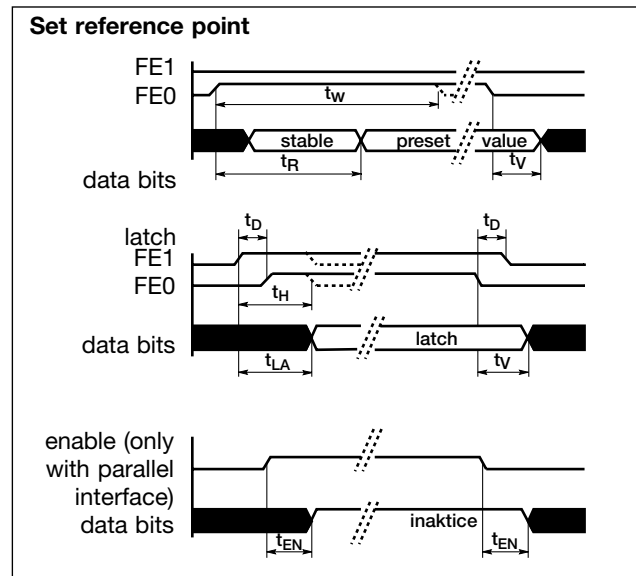 Set reference point
FE1
FE0
tW
stable preset value
tR
tV
data bits
tD
tD
latch
FE1
FE0
tH
data bits
latch
tLA
tV
enable (only
with parallel
interface)
data bits
inaktice
tEN
tEN